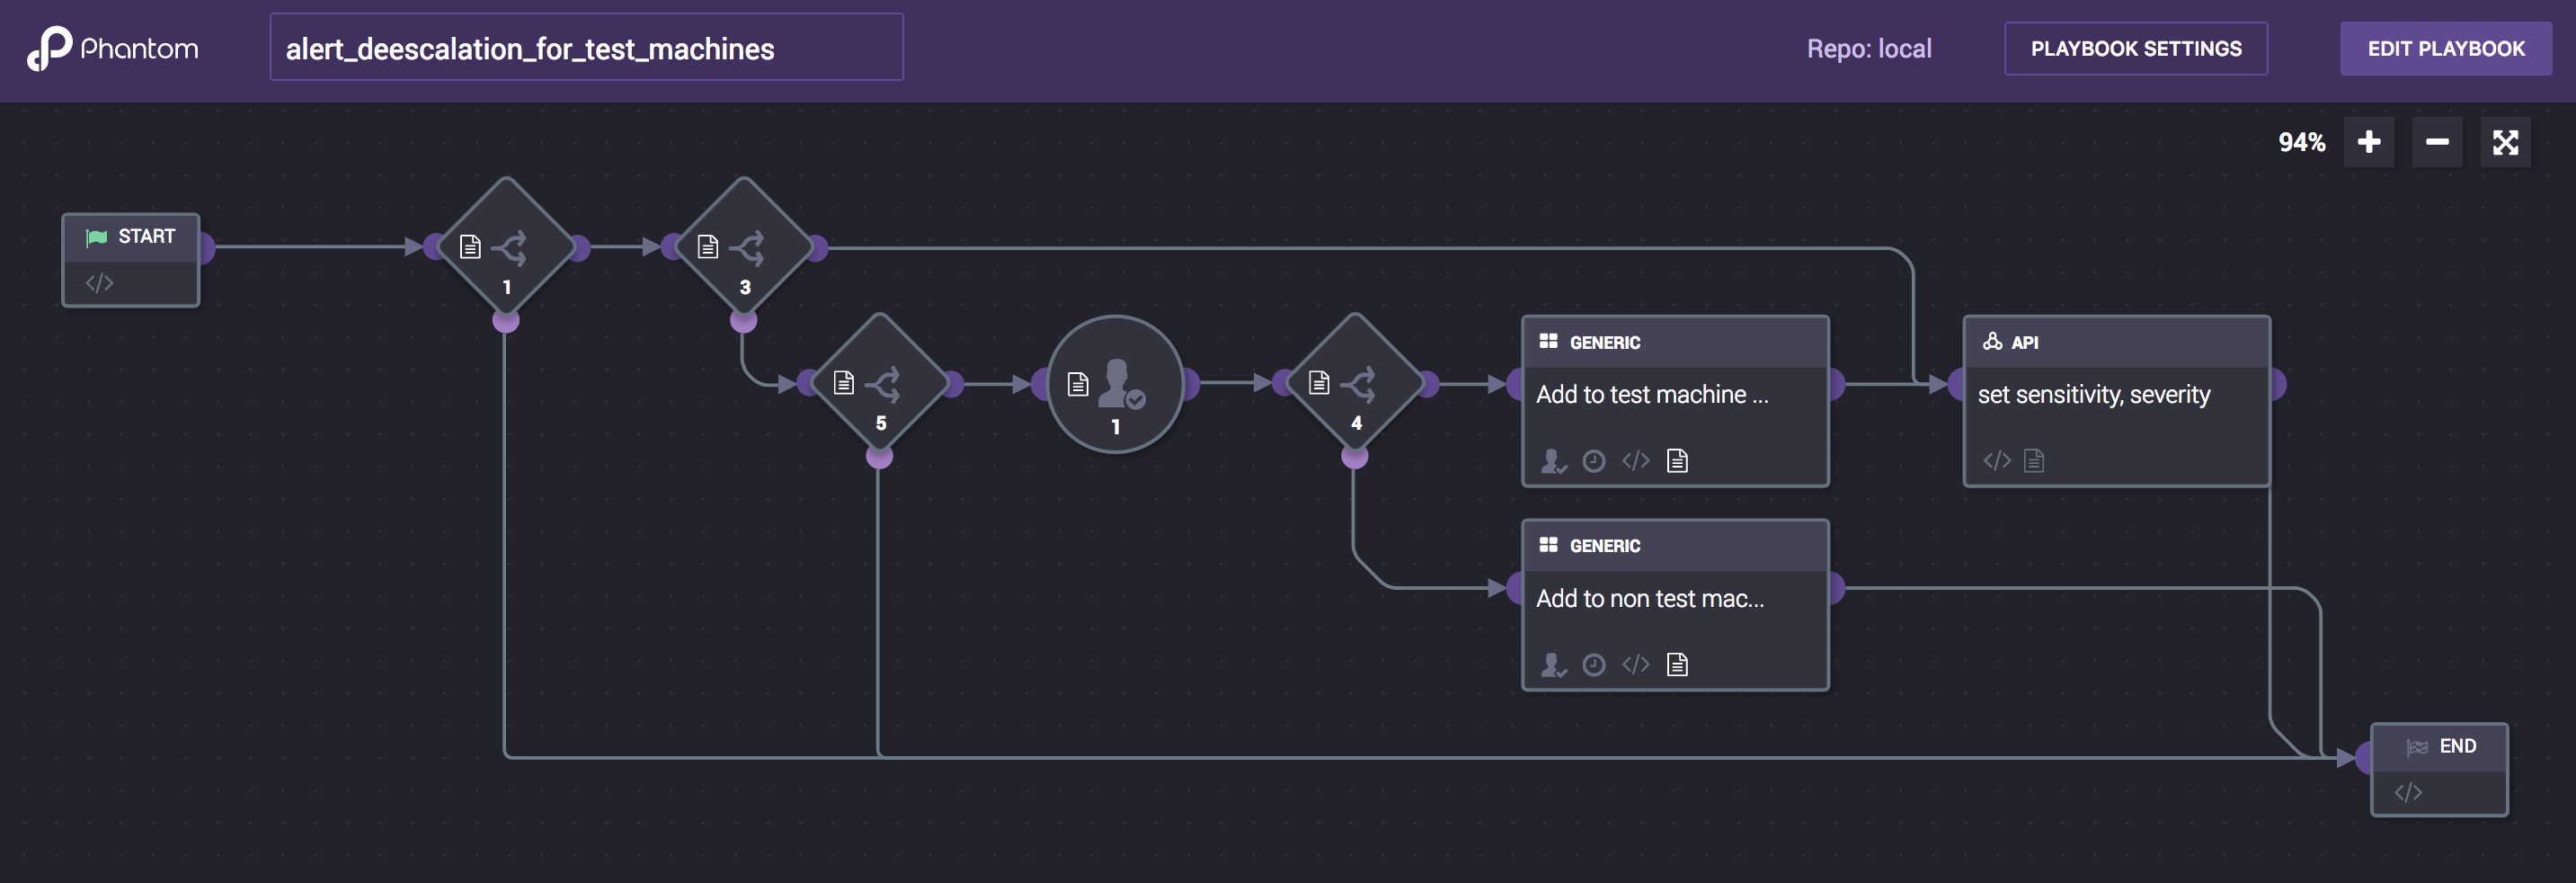 Phantom
alert_deescalation_for_test_machines
Repo: local
PLAYBOOK SETTINGS
EDIT PLAYBOOK
94%
START
</>
1
3
5
1
4
GENERIC
Add to test machine ...
</>
API
set sensitivity, severity
</>
GENERIC
Add to non test mac...
</>
END
</>